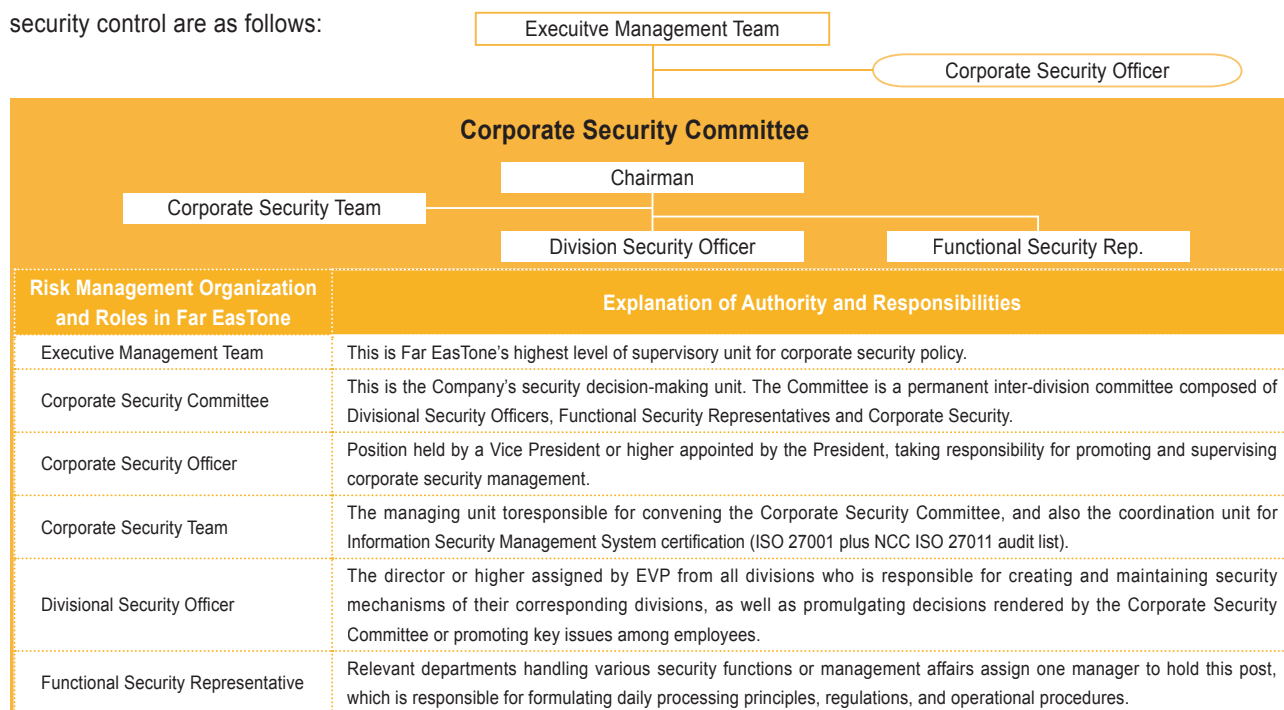 security control are as follows:
Execuitve Management Team
Corporate Security Officer
Corporate Security Committee
Chairman
Corporate Security Team
Division Security Officer
Functional Security Rep.
Risk Management Organization
and Roles in Far EasTone
Explanation of Authority and Responsibilities
Executive Management Team
This is Far EasTone’s highest level of supervisory unit for corporate security policy.
Corporate Security Committee
This is the Company’s security decision-making unit. The Committee is a permanent inter-division committee composed of
Divisional Security Officers, Functional Security Representatives and Corporate Security.
Corporate Security Officer
Position held by a Vice President or higher appointed by the President, taking responsibility for promoting and supervising
corporate security management.
Corporate Security Team
The managing unit toresponsible for convening the Corporate Security Committee, and also the coordination unit for
Information Security Management System certification (ISO 27001 plus NCC ISO 27011 audit list).
Divisional Security Officer
The director or higher assigned by EVP from all divisions who is responsible for creating and maintaining security
mechanisms of their corresponding divisions, as well as promulgating decisions rendered by the Corporate Security
Committee or promoting key issues among employees.
Functional Security Representative
Relevant departments handling various security functions or management affairs assign one manager to hold this post,
which is responsible for formulating daily processing principles, regulations, and operational procedures.